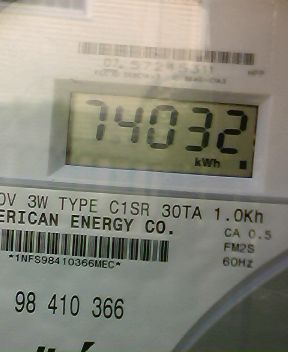 74032
kWh
0V 3W TYPE C1SR 30TA 1.0Kh
ERICAN ENERGY CO.
CA 0.5
FM2S
60Hz
*1NFS98410366MEC*
98 410 366